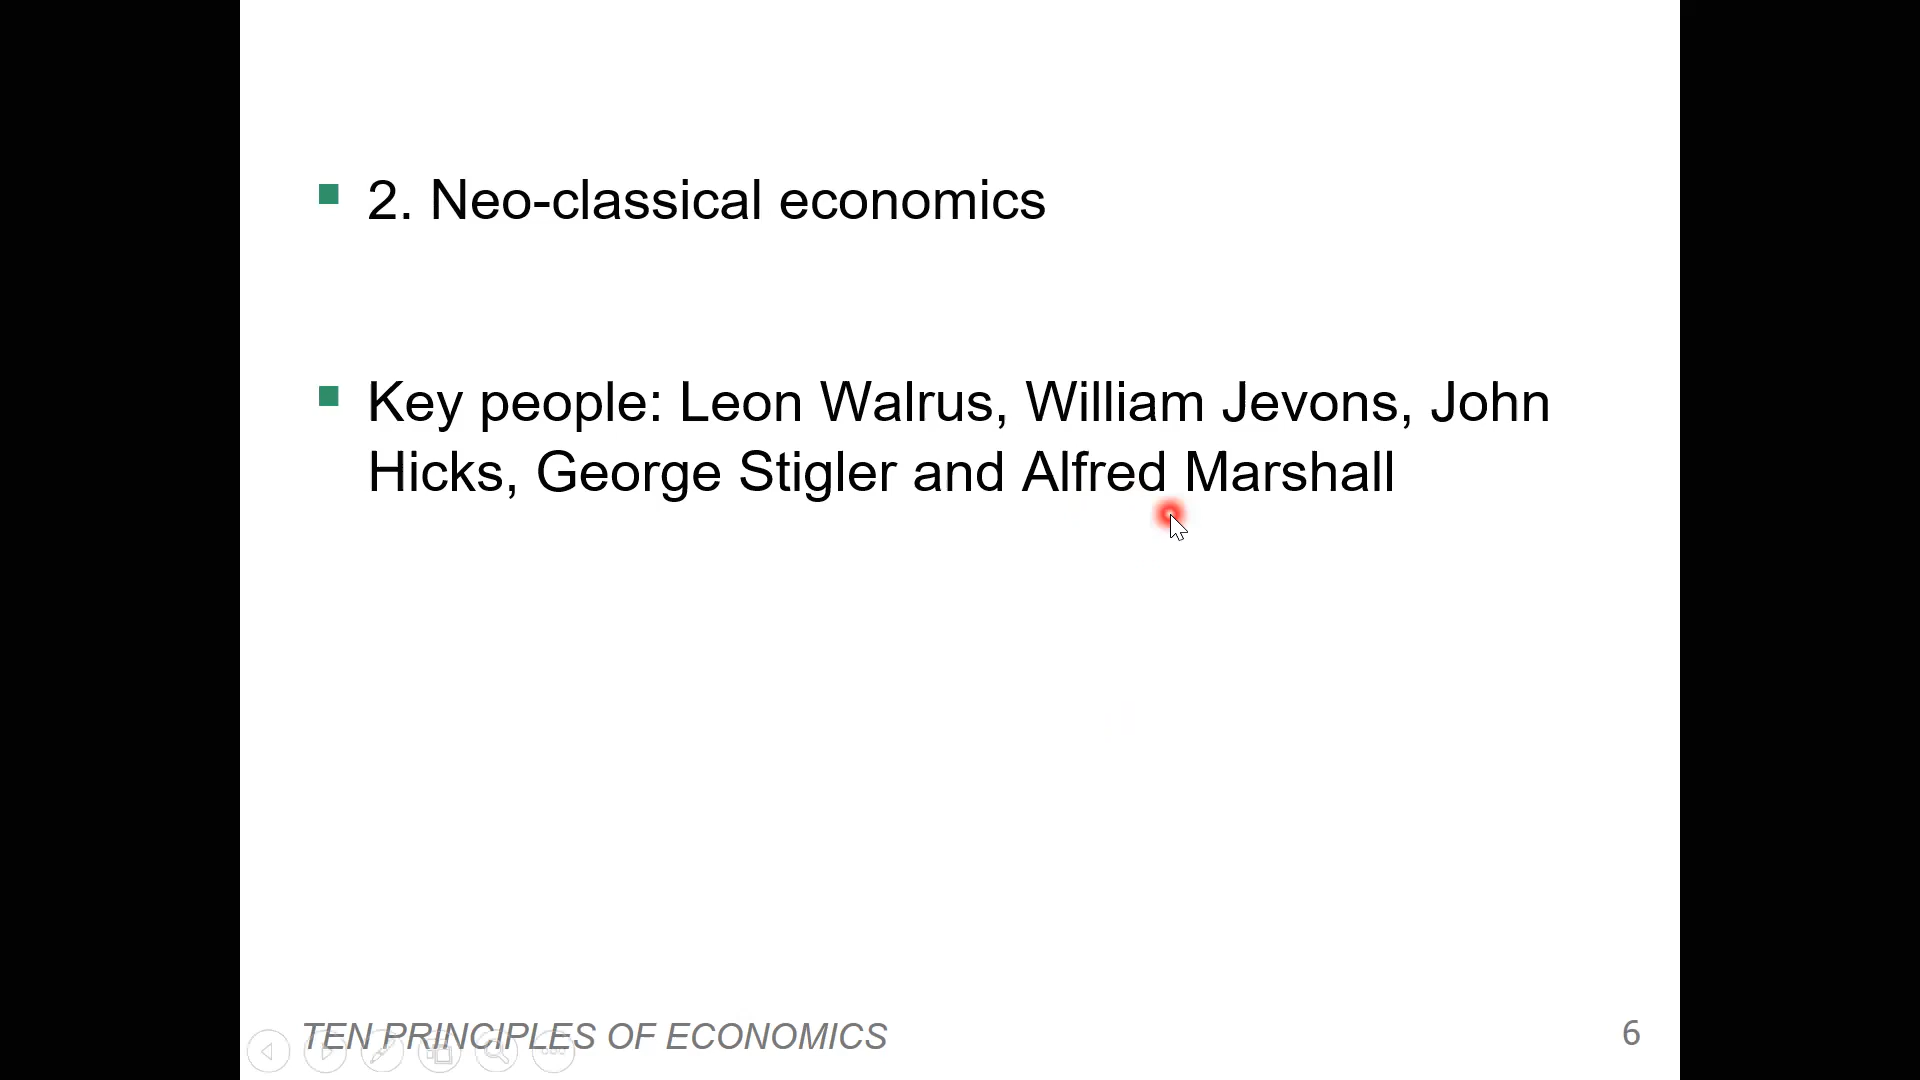 2. Neo-classical economics
Key people: Leon Walrus, William Jevons, John
Hicks, George Stigler and Alfred Marshall
TEN PRINCIPLES OF ECONOMICS
6